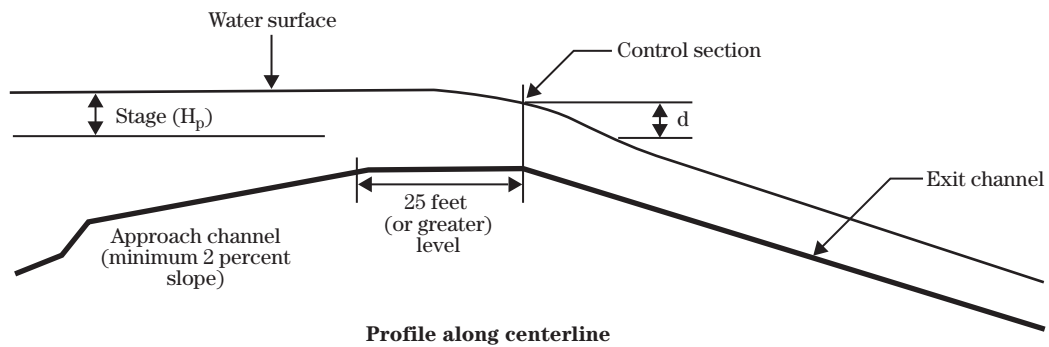 Water surface
Control section
Stage (Hp)
d
Exit channel
25 feet
(or greater)
level
Approach channel
(minimum 2 percent
slope)
Profile along centerline